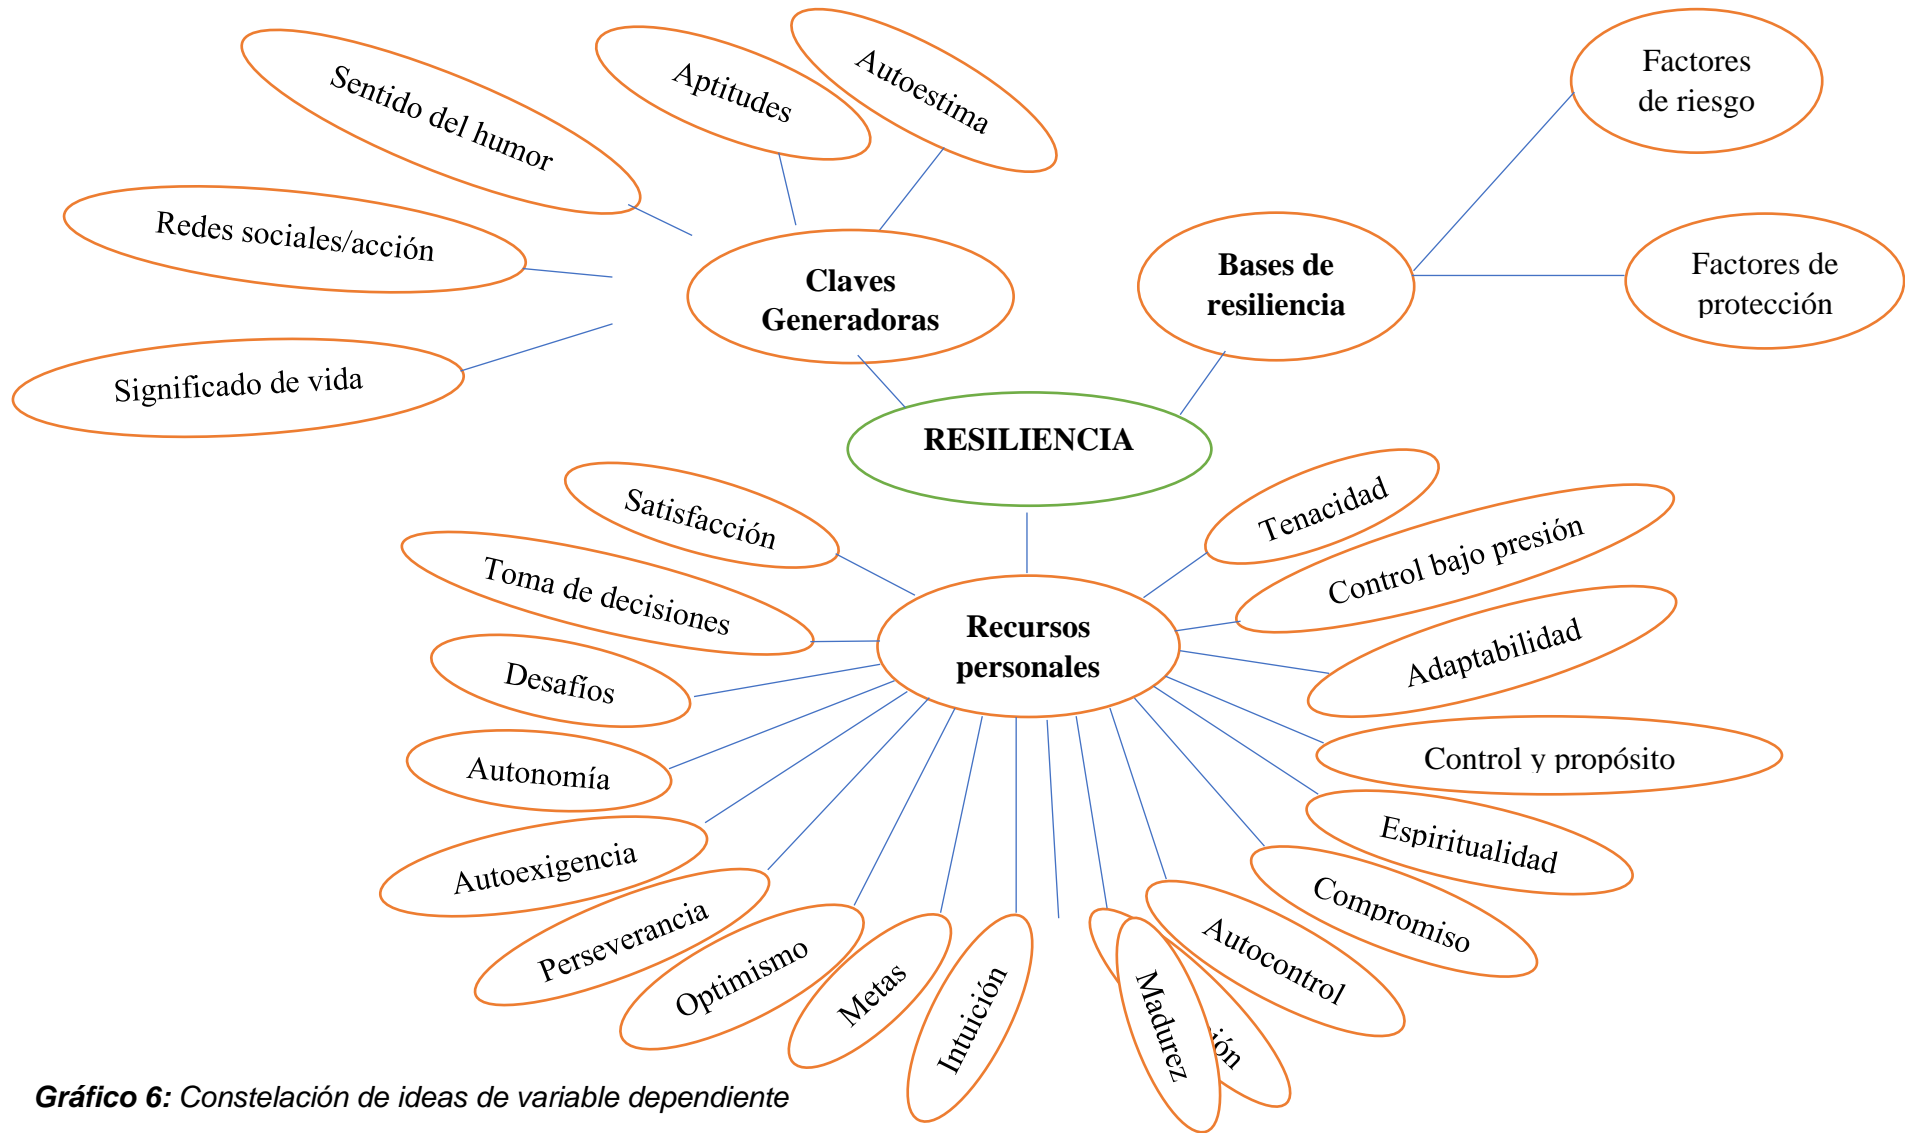 Sentido del humor
Aptitudes
Autoestima
Factores
de riesgo
Redes sociales/acción
Claves
Generadoras
Bases de
resiliencia
Factores de
protección
Significado de vida
RESILIENCIA
Satisfacción
Tenacidad
Toma de decisiones
Control bajo presión
Recursos
personales
Desafíos
Adaptabilidad
Autonomía
Control y propósito
Autoexigencia
Espiritualidad
Perseverancia
Compromiso
Optimismo
Metas
Intuición
Madurez
Autocontrol
Gráfico 6: Constelación de ideas de variable dependiente